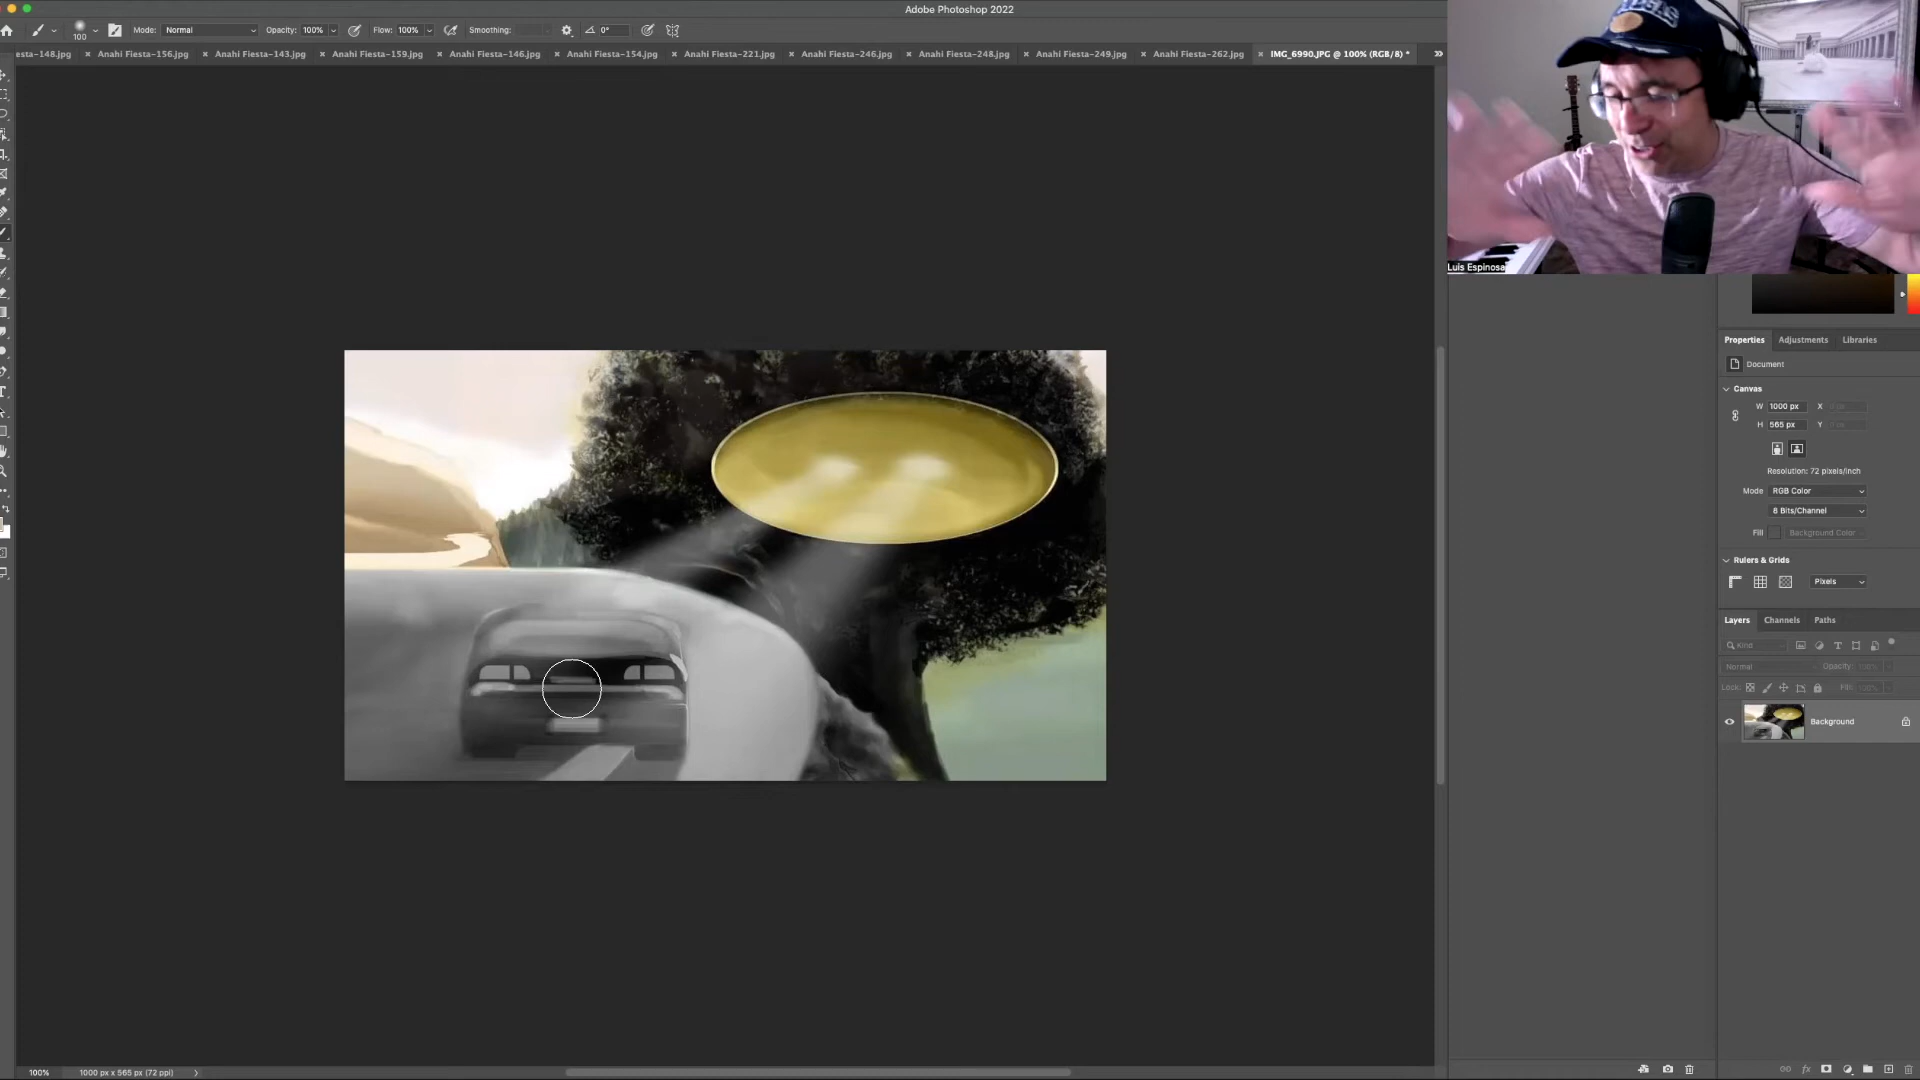 Adobe Photoshop 2022
100
Mode: Normal
Opacity: 100%
Flow: 100%
Smoothing:
0°
esta-148.jpg
× Anahi Fiesta-156.jpg
× Anahi Fiesta-143.jpg
× Anahi Fiesta-159.jpg
× Anahi Fiesta-146.jpg
× Anahi Fiesta-154.jpg
× Anahi Fiesta-221.jpg
× Anahi Fiesta-246.jpg
× Anahi Fiesta-248.jpg
× Anahi Fiesta-249.jpg
× Anahi Fiesta-262.jpg
× IMG_6990.JPG @ 100% (RGB/8) *
Luis Espinosa
Properties Adjustments Libraries
Document
Canvas
W 1000 px X
H 565 px Y
Resolution: 72 pixels/inch
Mode RGB Color
8 Bits/Channel
Fill Background Color
Rulers & Grids
Pixels
Layers Channels Paths
Kind
Normal Opacity: 100%
Lock: Fill: 100%
Background
100% 1000 px x 565 px (72 ppi)